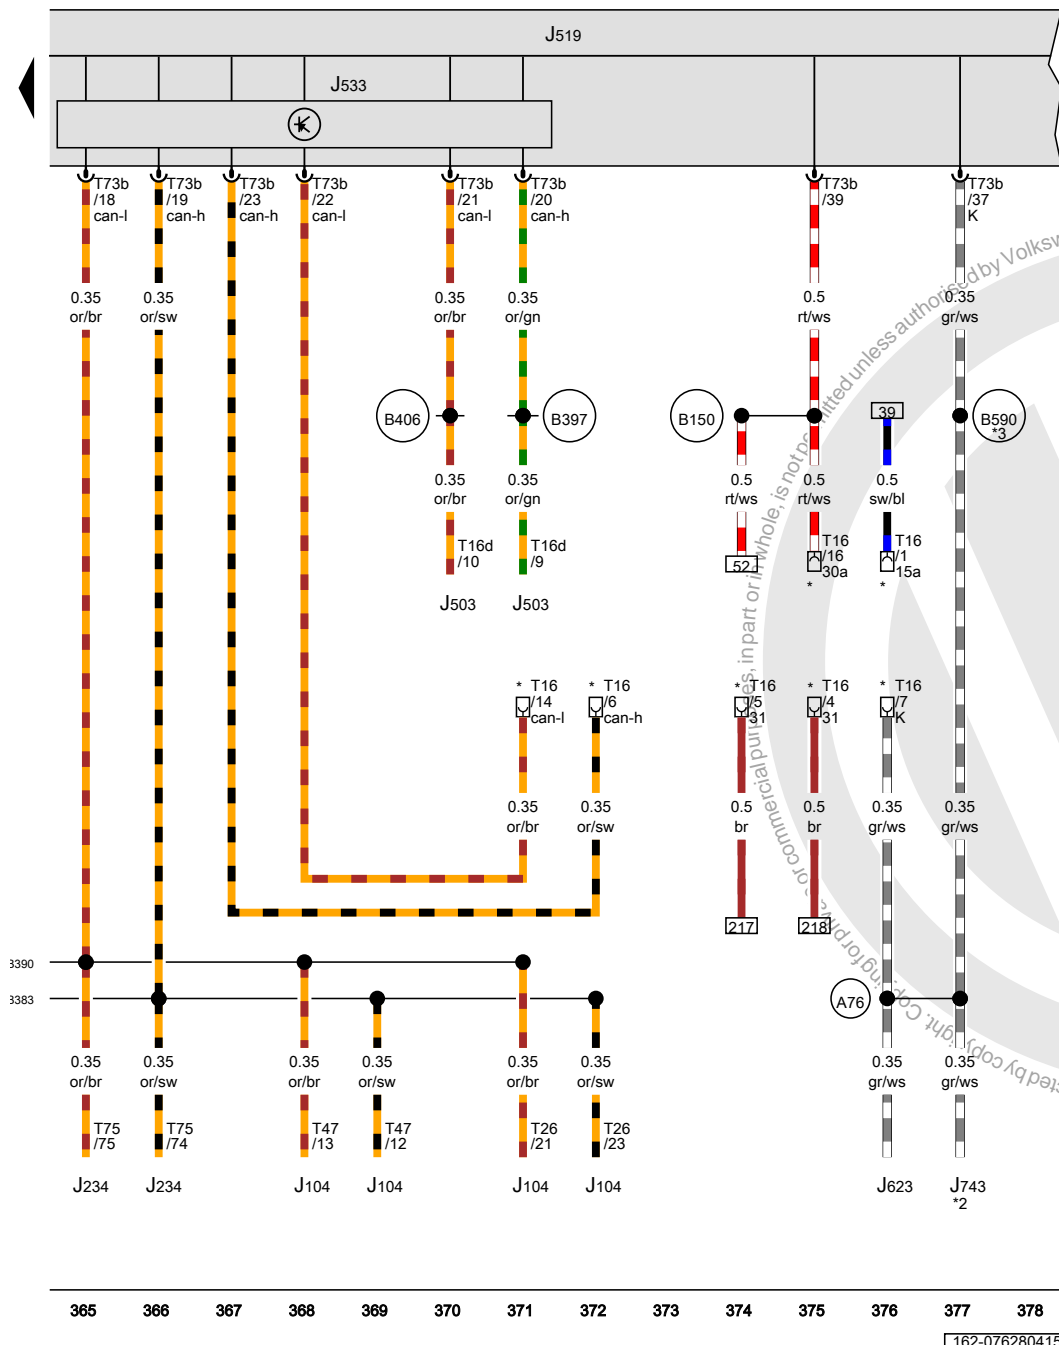 J519
J533
T73b /18 can-l
T73b /19 can-h
T73b /23 can-h
T73b /22 can-l
T73b /21 can-l
T73b /20 can-h
T73b /39
T73b /37 K
0.35 or/br
0.35 or/sw
0.35 or/br
0.35 or/gn
0.5 rt/ws
0.35 gr/ws
B406
B397
B150
39
B590
*3
0.35 or/br
0.35 or/gn
0.5 rt/ws
0.5 rt/ws
0.5 sw/bl
T16d /10
T16d /9
52
T16 /16 30a
*
T16 /1 15a
*
J503
J503
* T16 /14 can-l
* T16 /6 can-h
* T16 /5 31
* T16 /4 31
* T16 /7 K
0.35 or/br
0.35 or/sw
0.5 br
0.5 br
0.35 gr/ws
0.35 gr/ws
217
218
B390
B383
A76
0.35 or/br
0.35 or/sw
0.35 or/br
0.35 or/sw
0.35 or/br
0.35 or/sw
0.35 gr/ws
0.35 gr/ws
T75 /75
T75 /74
T47 /13
T47 /12
T26 /21
T26 /23
J234
J234
J104
J104
J104
J104
J623
J743
*2
365 366 367 368 369 370 371 372 373 374 375 376 377 378
162-076280415